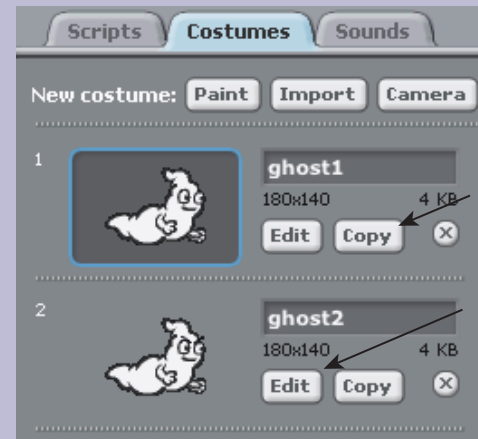 Scripts Costumes Sounds
New costume: Paint Import Camera
1
ghost1
180x140 4 KB
Edit Copy
2
ghost2
180x140 4 KB
Edit Copy